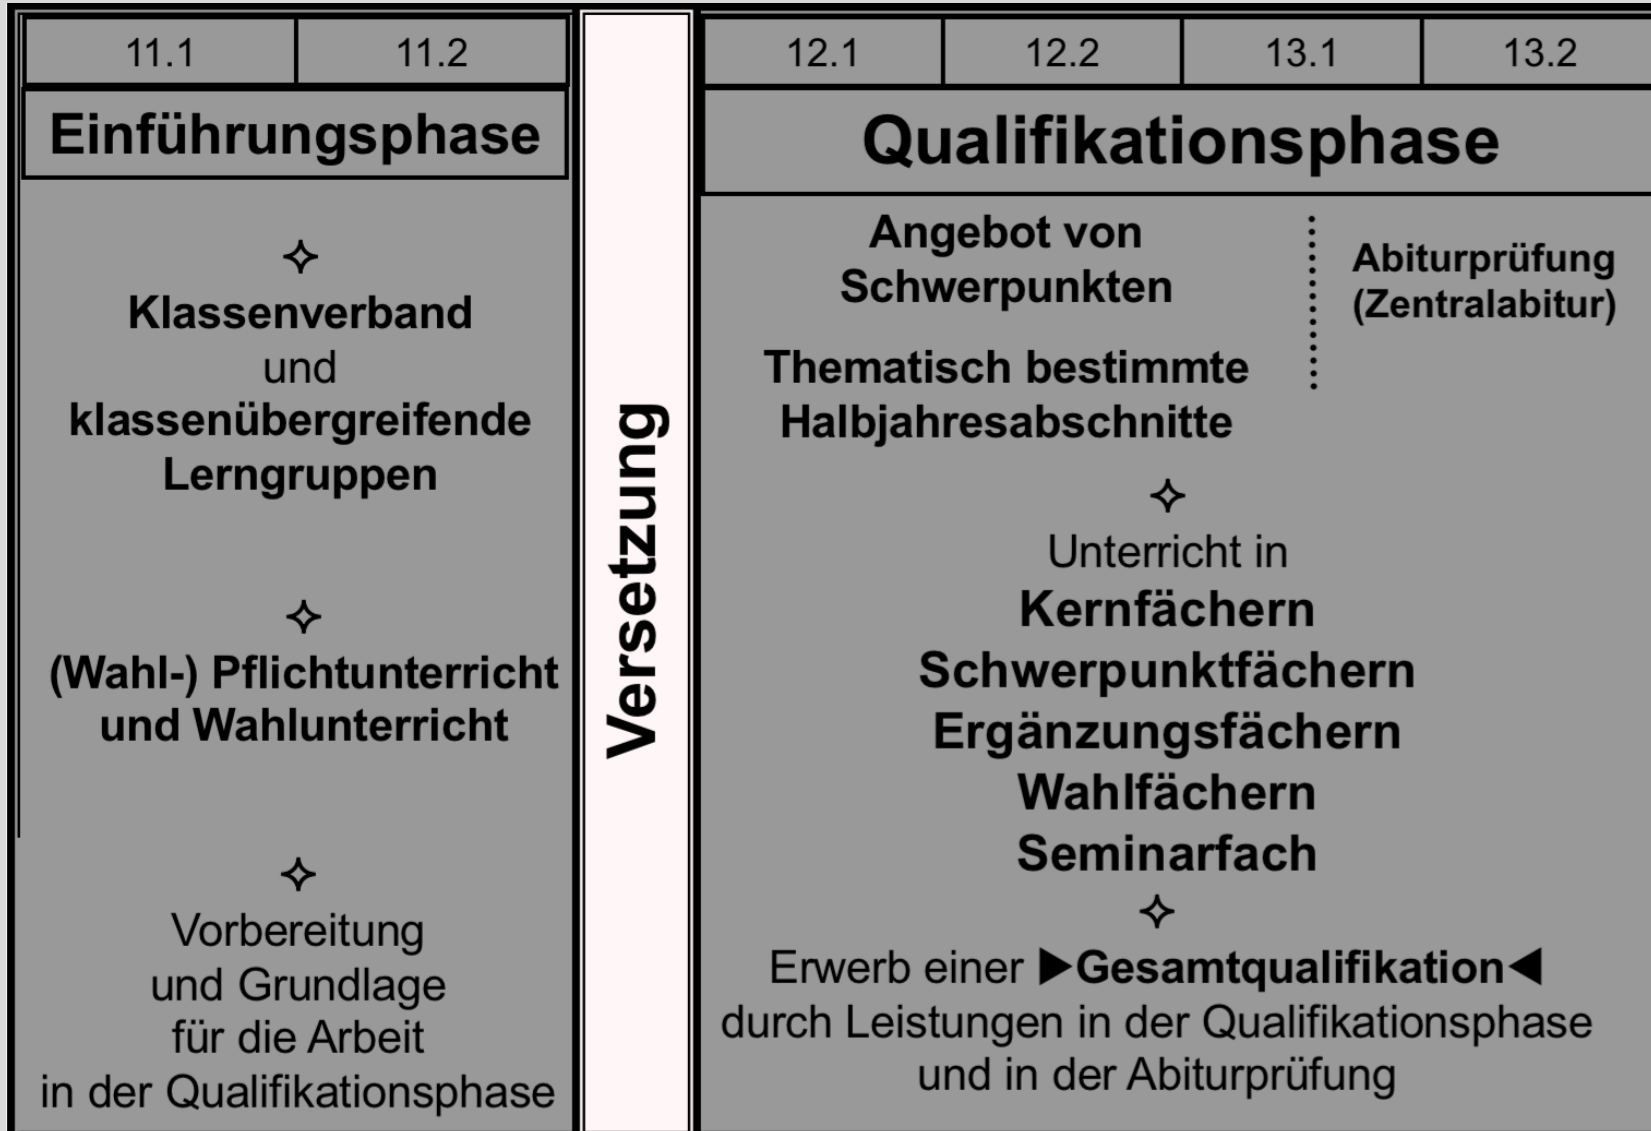 11.1
11.2
Einführungsphase
Klassenverband
und
klassenübergreifende
Lerngruppen
(Wahl-) Pflichtunterricht
und Wahlunterricht
Vorbereitung
und Grundlage
für die Arbeit
in der Qualifikationsphase
Versetzung
12.1
12.2
13.1
13.2
Qualifikationsphase
Angebot von
Schwerpunkten
Thematisch bestimmte
Halbjahresabschnitte
Abiturprüfung
(Zentralabitur)
Unterricht in
Kernfächern
Schwerpunktfächern
Ergänzungsfächern
Wahlfächern
Seminarfach
Erwerb einer ▶Gesamtqualifikation◀
durch Leistungen in der Qualifikationsphase
und in der Abiturprüfung